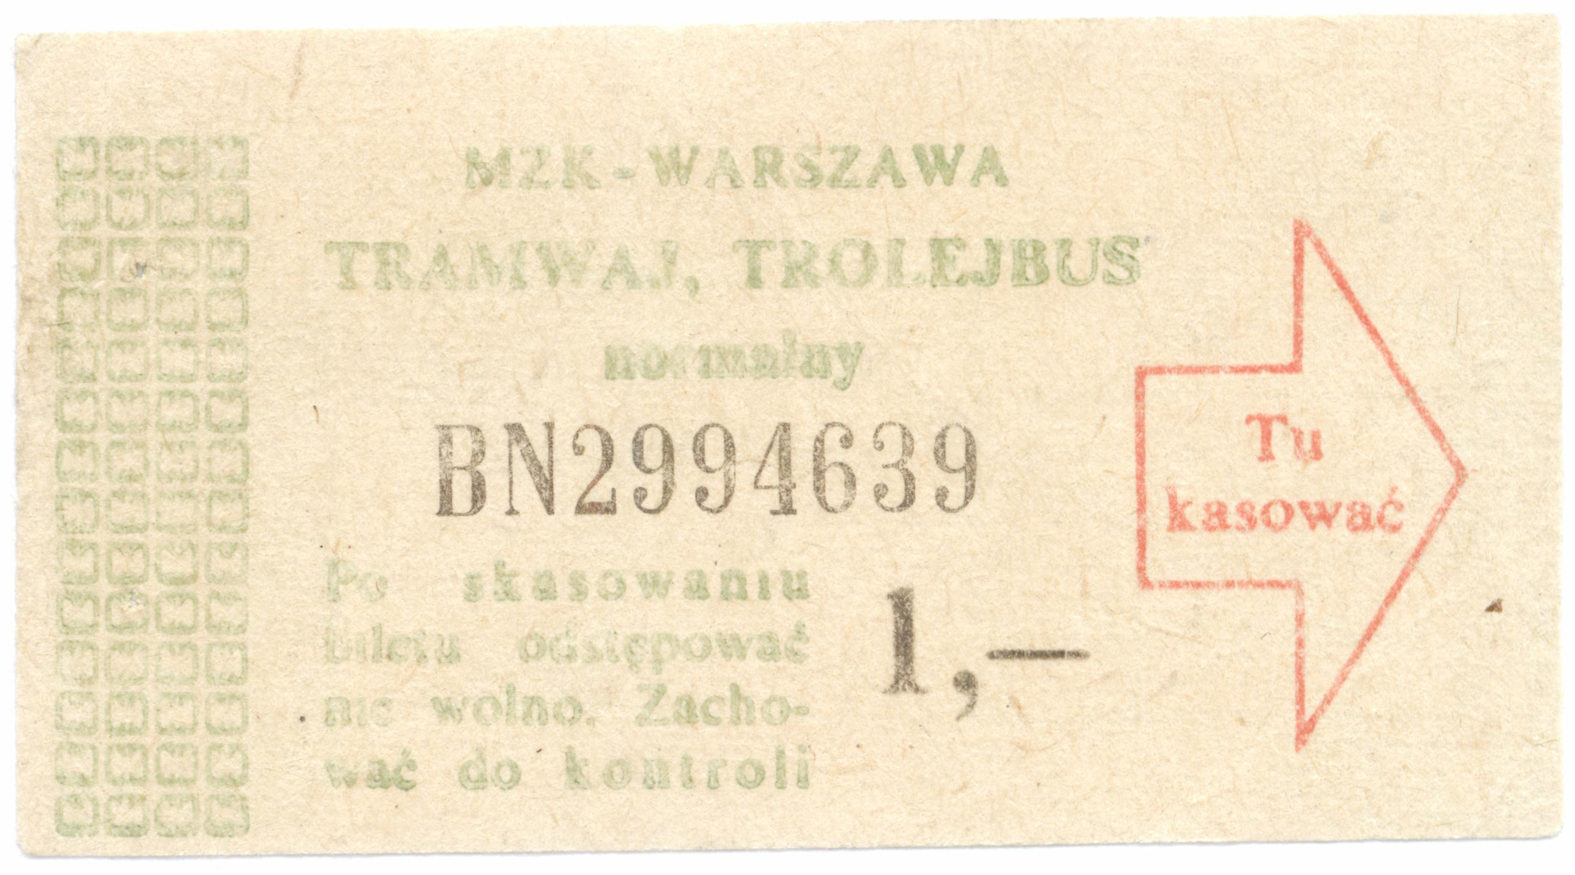 MZK-WARSZAWA
TRAMWAJ, TROLEJBUS
normalny
BN2994639
Po skasowaniu
biletu odstępować
nie wolno. Zacho-
wać do kontroli
1,—
Tu
kasować